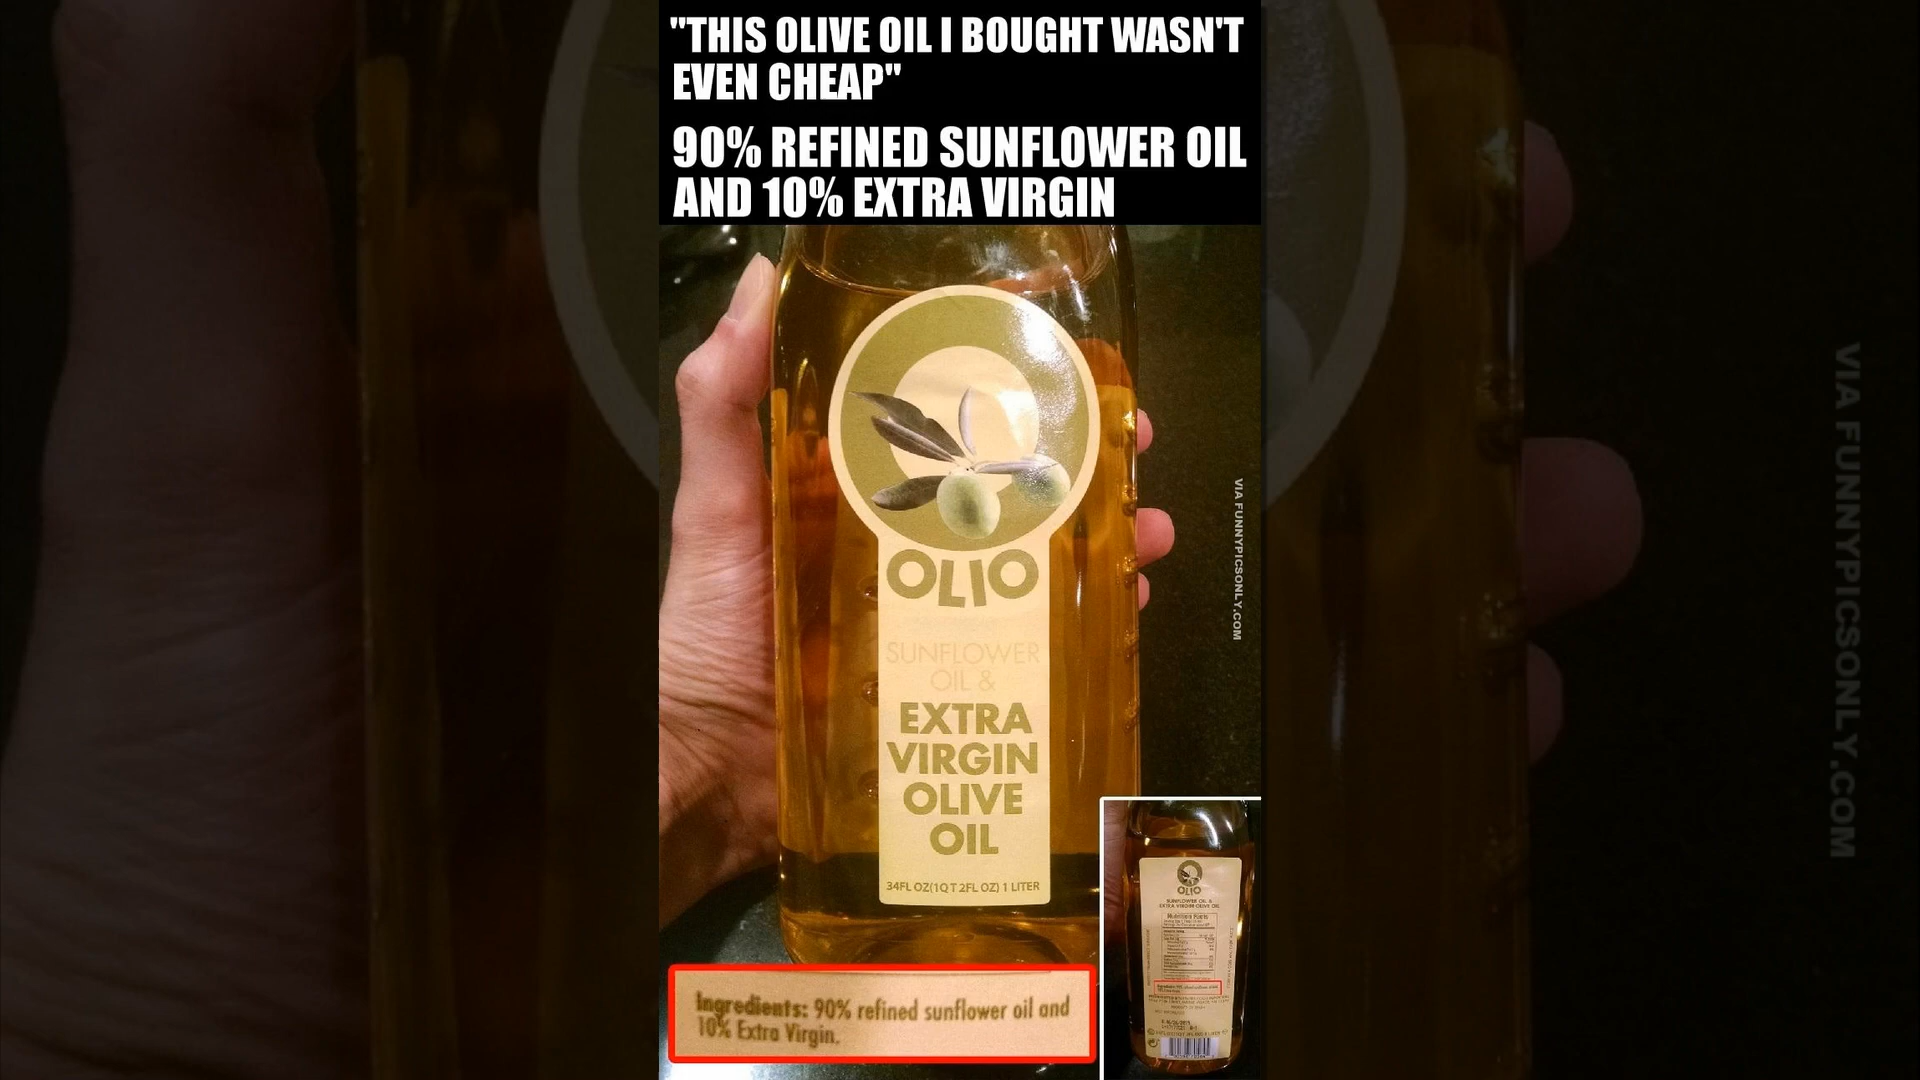 "THIS OLIVE OIL I BOUGHT WASN'T
EVEN CHEAP"
90% REFINED SUNFLOWER OIL
AND 10% EXTRA VIRGIN
OLIO
SUNFLOWER
OIL &
EXTRA
VIRGIN
OLIVE
OIL
34FL OZ(1QT 2FL OZ) 1 LITER
Ingredients: 90% refined sunflower oil and
10% Extra Virgin.
OLIO
SUNFLOWER OIL &
EXTRA VIRGIN OLIVE OIL
Nutrition Facts
VIA FUNNYPICSONLY.COM
VIA FUNNYPICSONLY.COM